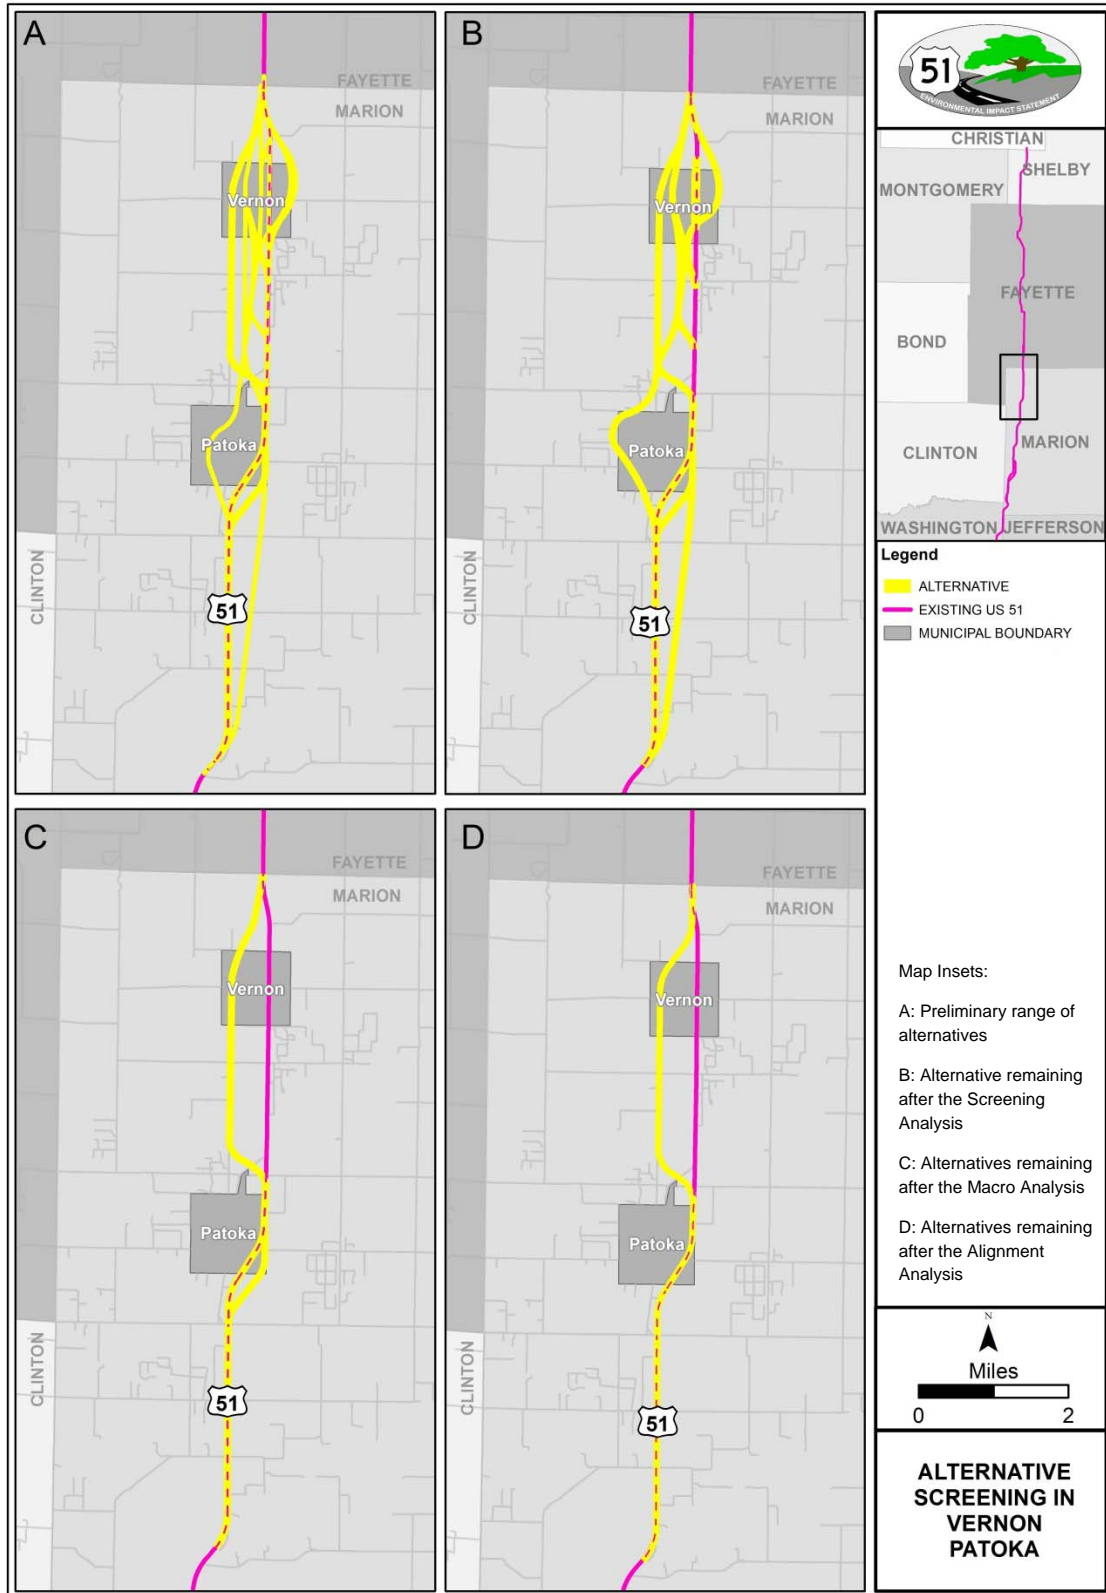 A
FAYETTE
MARION
Vernon
Patoka
CLINTON
51
B
FAYETTE
MARION
Vernon
Patoka
CLINTON
51
C
FAYETTE
MARION
Vernon
Patoka
CLINTON
51
D
FAYETTE
MARION
Vernon
Patoka
CLINTON
51
51
ENVIRONMENTAL IMPACT STATEMENT
CHRISTIAN
SHELBY
MONTGOMERY
FAYETTE
BOND
CLINTON
MARION
WASHINGTON
JEFFERSON
Legend
ALTERNATIVE
EXISTING US 51
MUNICIPAL BOUNDARY
Map Insets:
A: Preliminary range of
alternatives
B: Alternative remaining
after the Screening
Analysis
C: Alternatives remaining
after the Macro Analysis
D: Alternatives remaining
after the Alignment
Analysis
N
Miles
0 2
ALTERNATIVE
SCREENING IN
VERNON
PATOKA